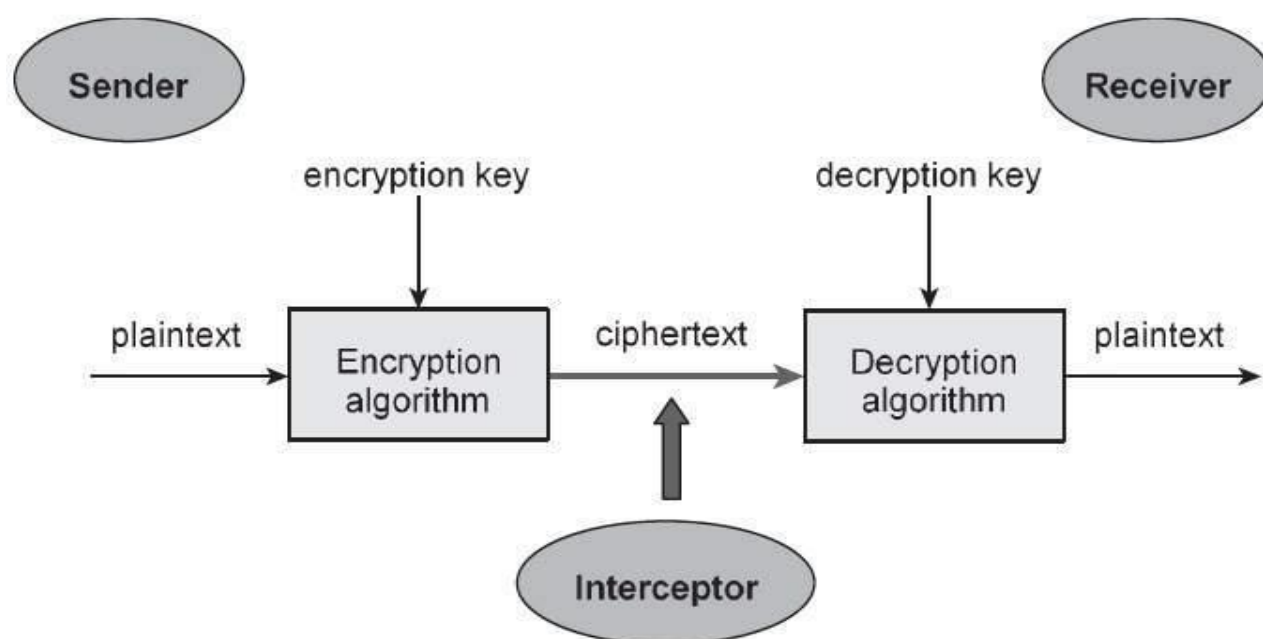 Sender
Receiver
encryption key
decryption key
plaintext
Encryption
algorithm
ciphertext
Decryption
algorithm
plaintext
Interceptor